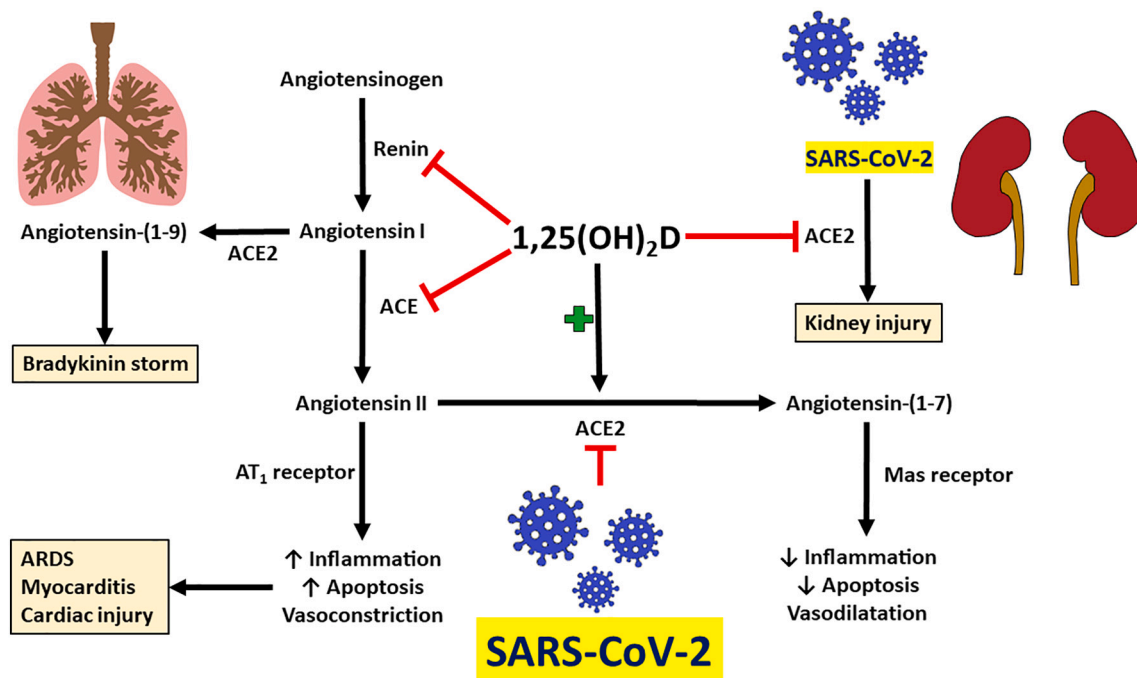 Angiotensinogen
Renin
SARS-CoV-2
Angiotensin-(1-9)
ACE2
Angiotensin I
1,25(OH)₂D
ACE2
ACE
Kidney injury
Bradykinin storm
Angiotensin II
ACE2
Angiotensin-(1-7)
AT₁ receptor
Mas receptor
ARDS
Myocarditis
Cardiac injury
↑ Inflammation
↑ Apoptosis
Vasoconstriction
↓ Inflammation
↓ Apoptosis
Vasodilatation
SARS-CoV-2